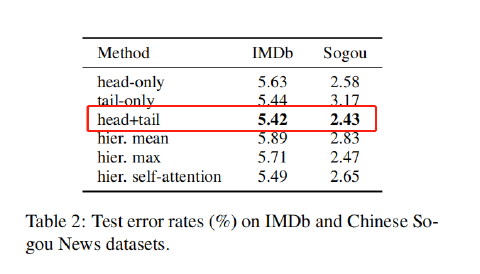 Method IMDb Sogou
head-only 5.63 2.58
tail-only 5.44 3.17
head+tail 5.42 2.43
hier. mean 5.89 2.83
hier. max 5.71 2.47
hier. self-attention 5.49 2.65
Table 2: Test error rates (%) on IMDb and Chinese So-
gou News datasets.